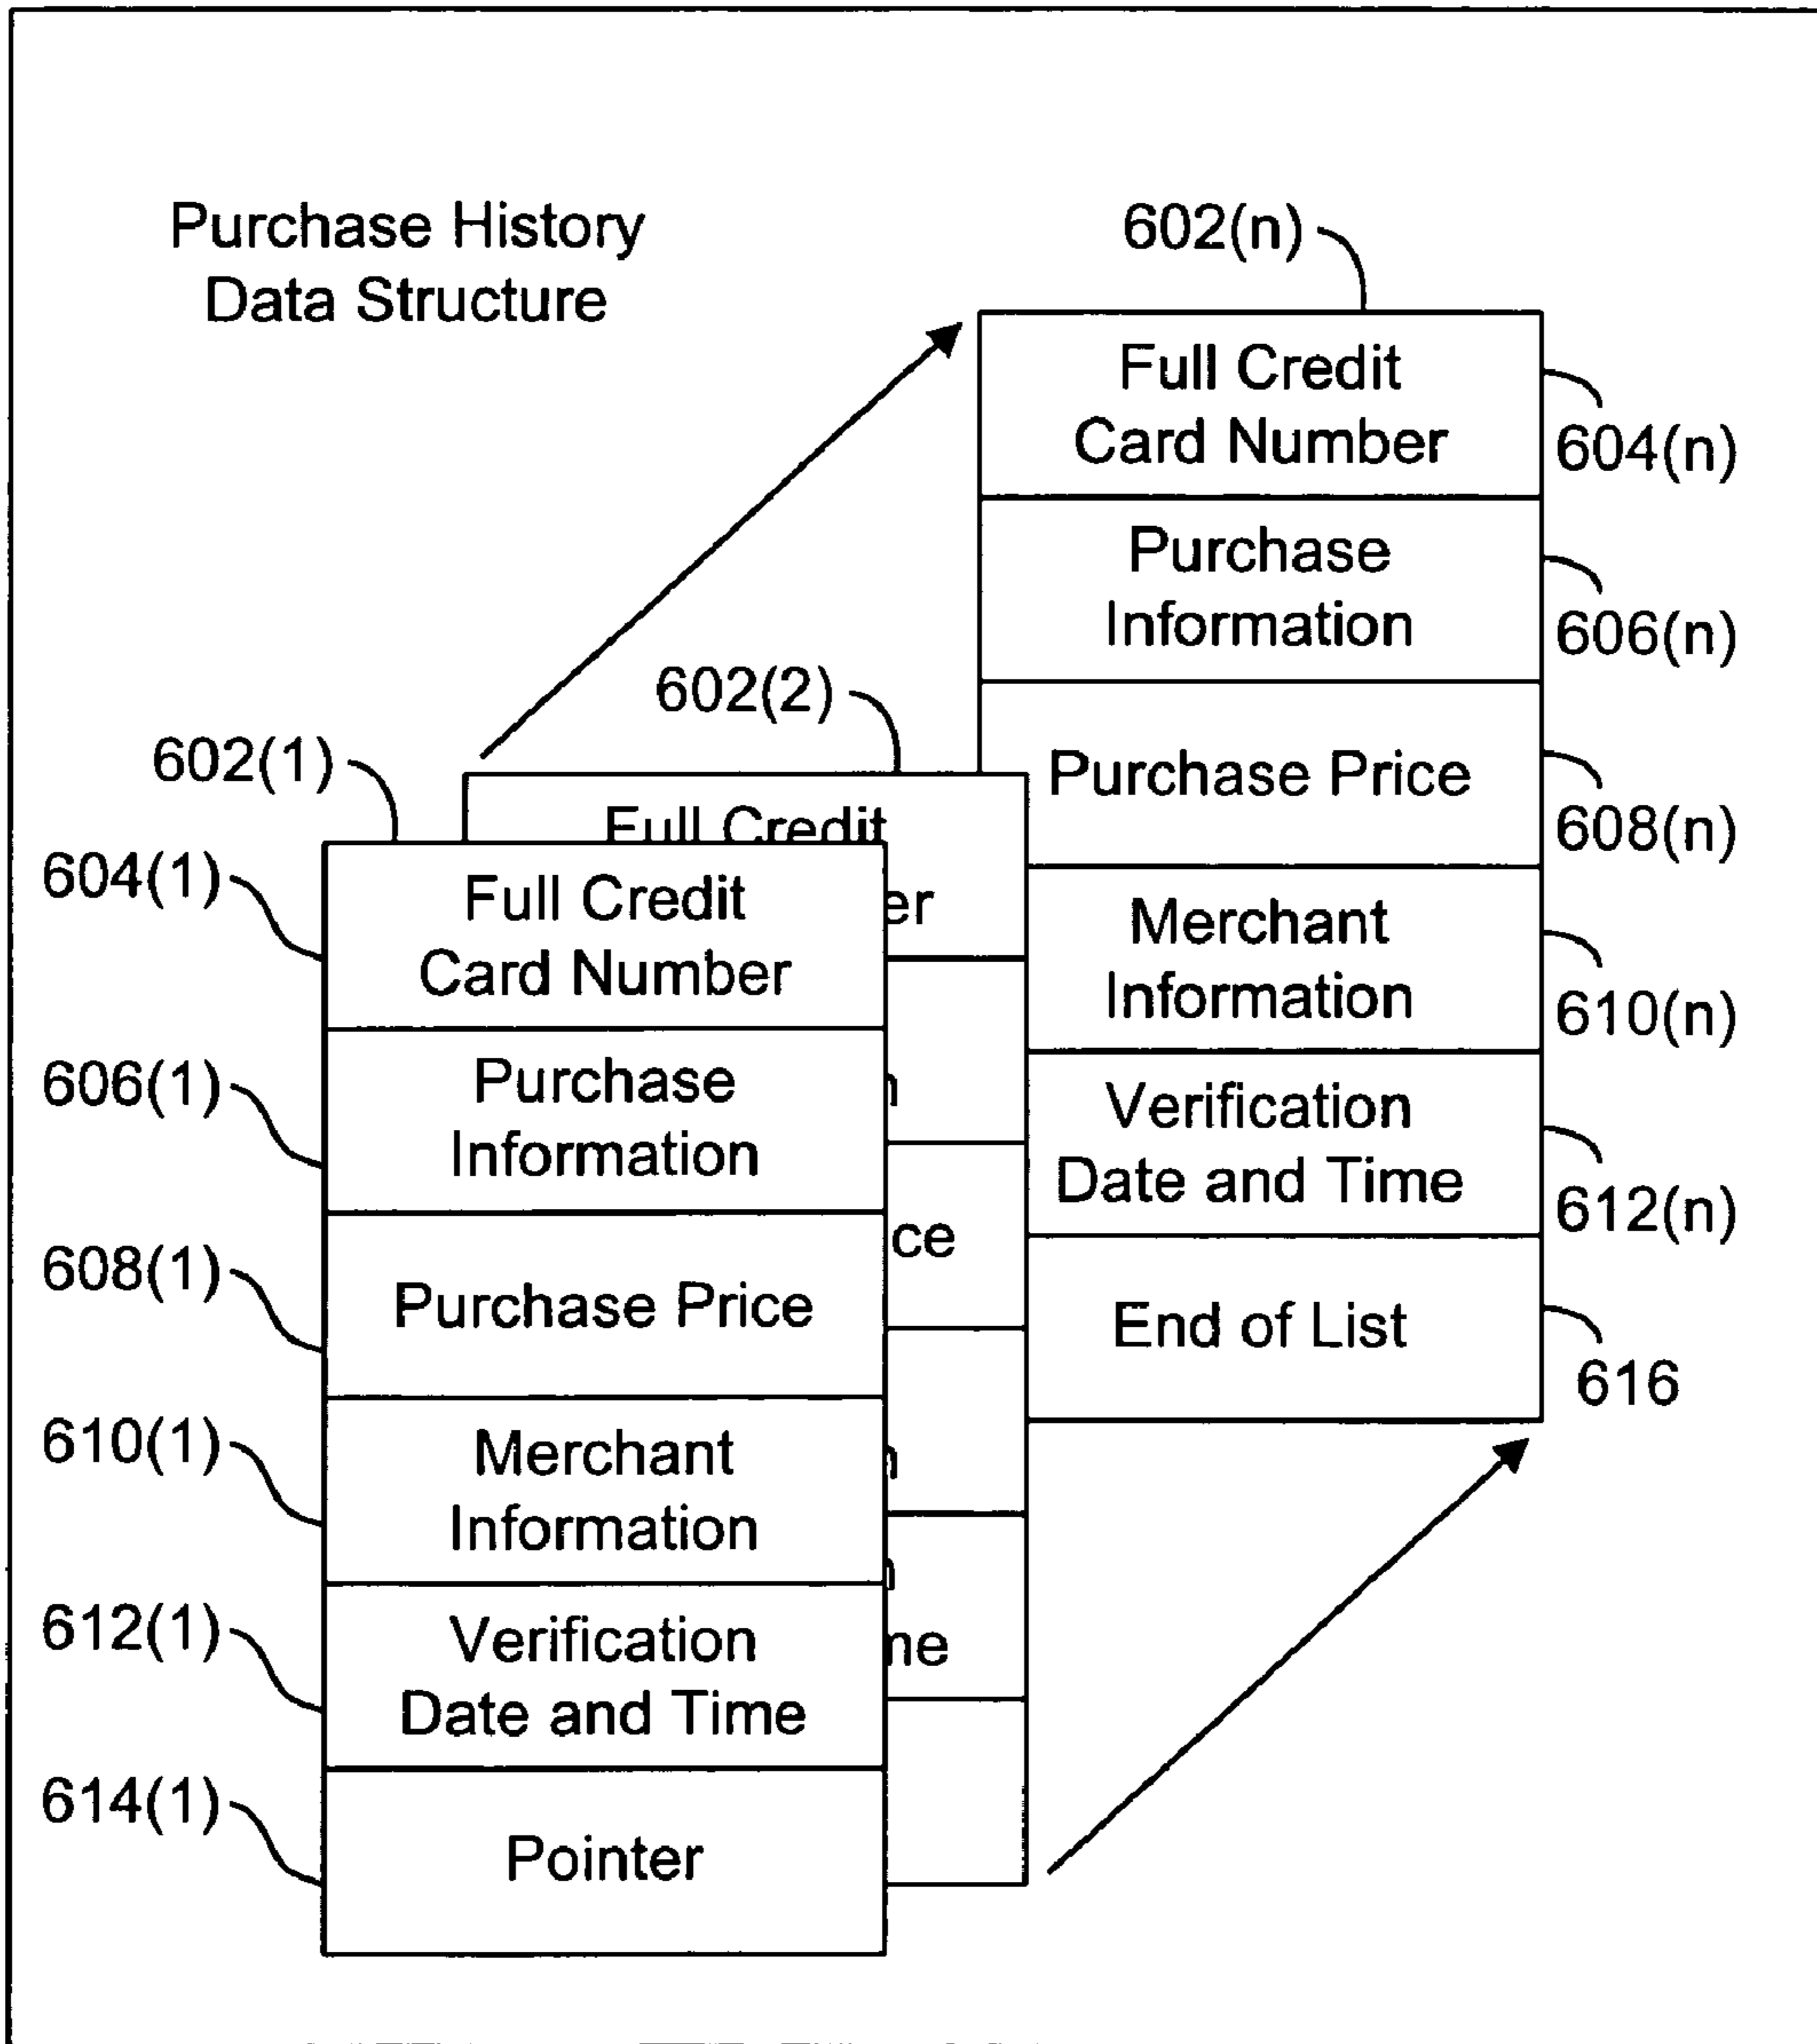 Purchase History
Data Structure
602(n)
Full Credit
Card Number
604(n)
Purchase
Information
606(n)
Purchase Price
608(n)
Merchant
Information
610(n)
Verification
Date and Time
612(n)
End of List
616
602(2)
Full Credit
er
n
ce
n
n
me
602(1)
604(1)
Full Credit
Card Number
606(1)
Purchase
Information
608(1)
Purchase Price
610(1)
Merchant
Information
612(1)
Verification
Date and Time
614(1)
Pointer